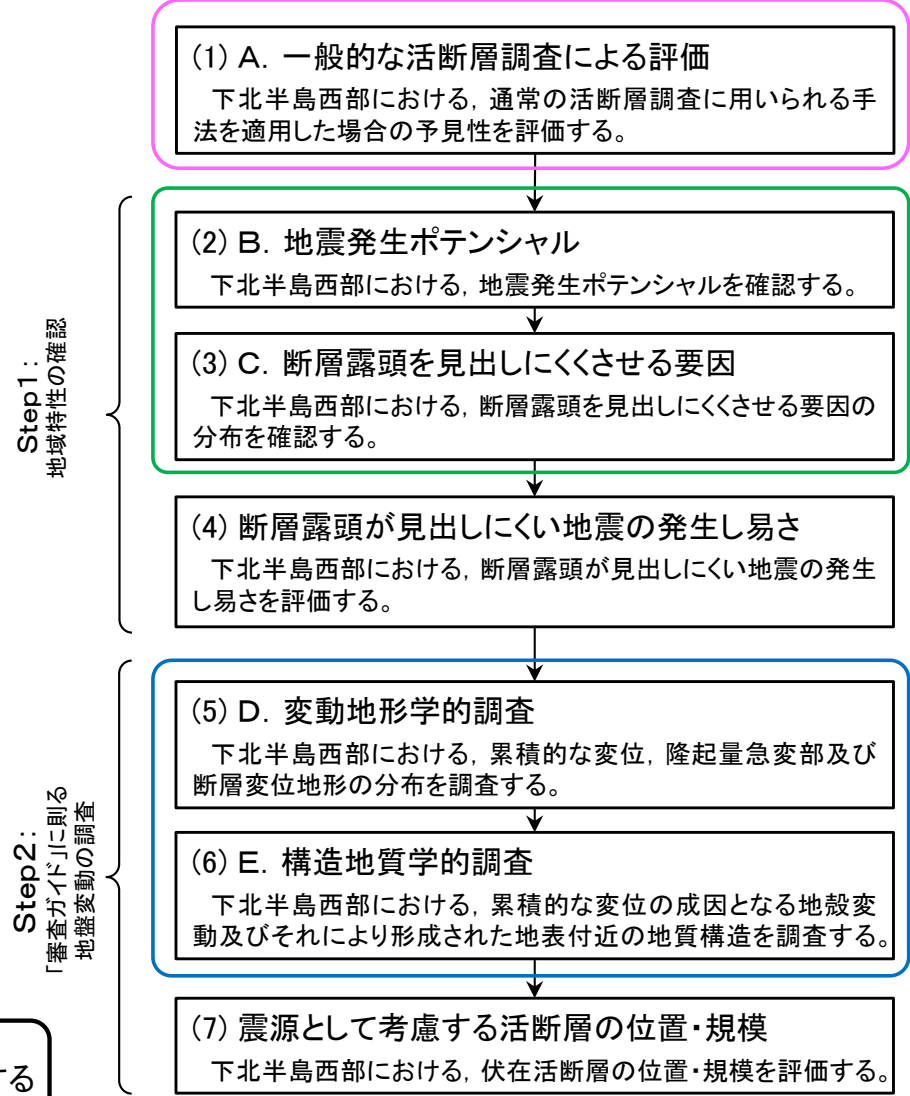 (1) A. 一般的な活断層調査による評価
下北半島西部における，通常の活断層調査に用いられる手
法を適用した場合の予見性を評価する。
Step1：
地域特性の確認
(2) B. 地震発生ポテンシャル
下北半島西部における，地震発生ポテンシャルを確認する。
(3) C. 断層露頭を見出しにくくさせる要因
下北半島西部における，断層露頭を見出しにくくさせる要因の
分布を確認する。
(4) 断層露頭が見出しにくい地震の発生し易さ
下北半島西部における，断層露頭が見出しにくい地震の発生
し易さを評価する。
Step2：
「審査ガイド」に則る
地盤変動の調査
(5) D. 変動地形学的調査
下北半島西部における，累積的な変位，隆起量急変部及び
断層変位地形の分布を調査する。
(6) E. 構造地質学的調査
下北半島西部における，累積的な変位の成因となる地殻変
動及びそれにより形成された地表付近の地質構造を調査する。
(7) 震源として考慮する活断層の位置・規模
下北半島西部における，伏在活断層の位置・規模を評価する。
する